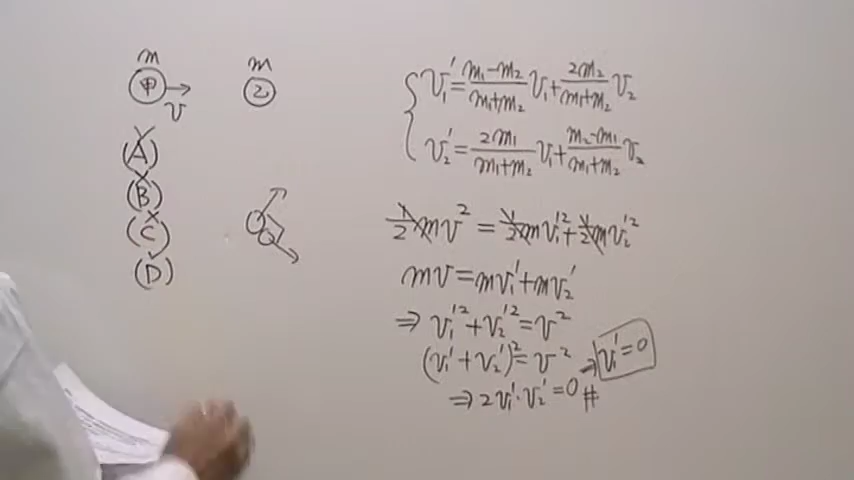 m m
甲 乙
v
(A)
(B)
(C)
(D)
v₁' = (m₁-m₂)/(m₁+m₂) v₁ + 2m₂/(m₁+m₂) v₂
v₂' = 2m₁/(m₁+m₂) v₁ + (m₂-m₁)/(m₁+m₂) v₂
1/2 mv² = 1/2 mv₁'² + 1/2 mv₂'²
mv = mv₁' + mv₂'
⇒ v₁'² + v₂'² = v²
(v₁' + v₂')² = v² ⇒ v₁' = 0
⇒ 2v₁'·v₂' = 0 #